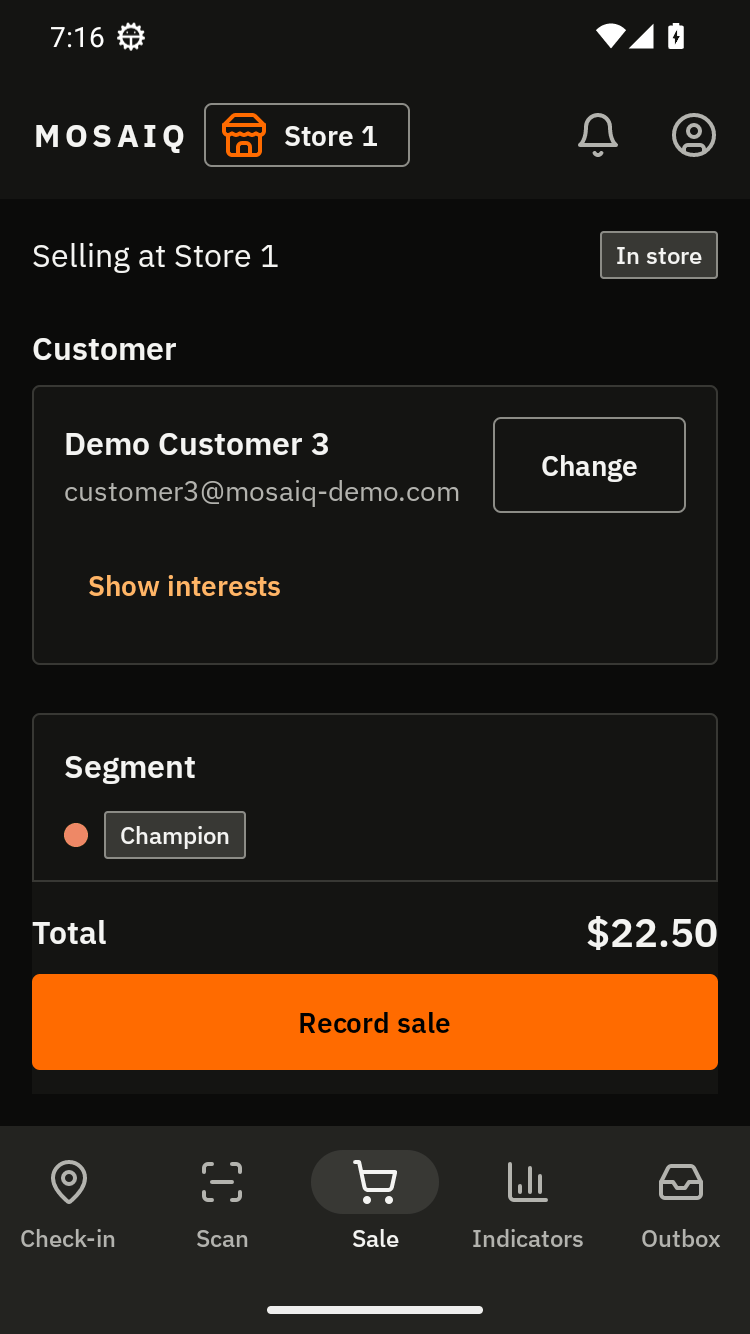 7:16
MOSAIQ
Store 1
Selling at Store 1
In store
Customer
Demo Customer 3
customer3@mosaiq-demo.com
Change
Show interests
Segment
Champion
Total
$22.50
Record sale
Check-in
Scan
Sale
Indicators
Outbox